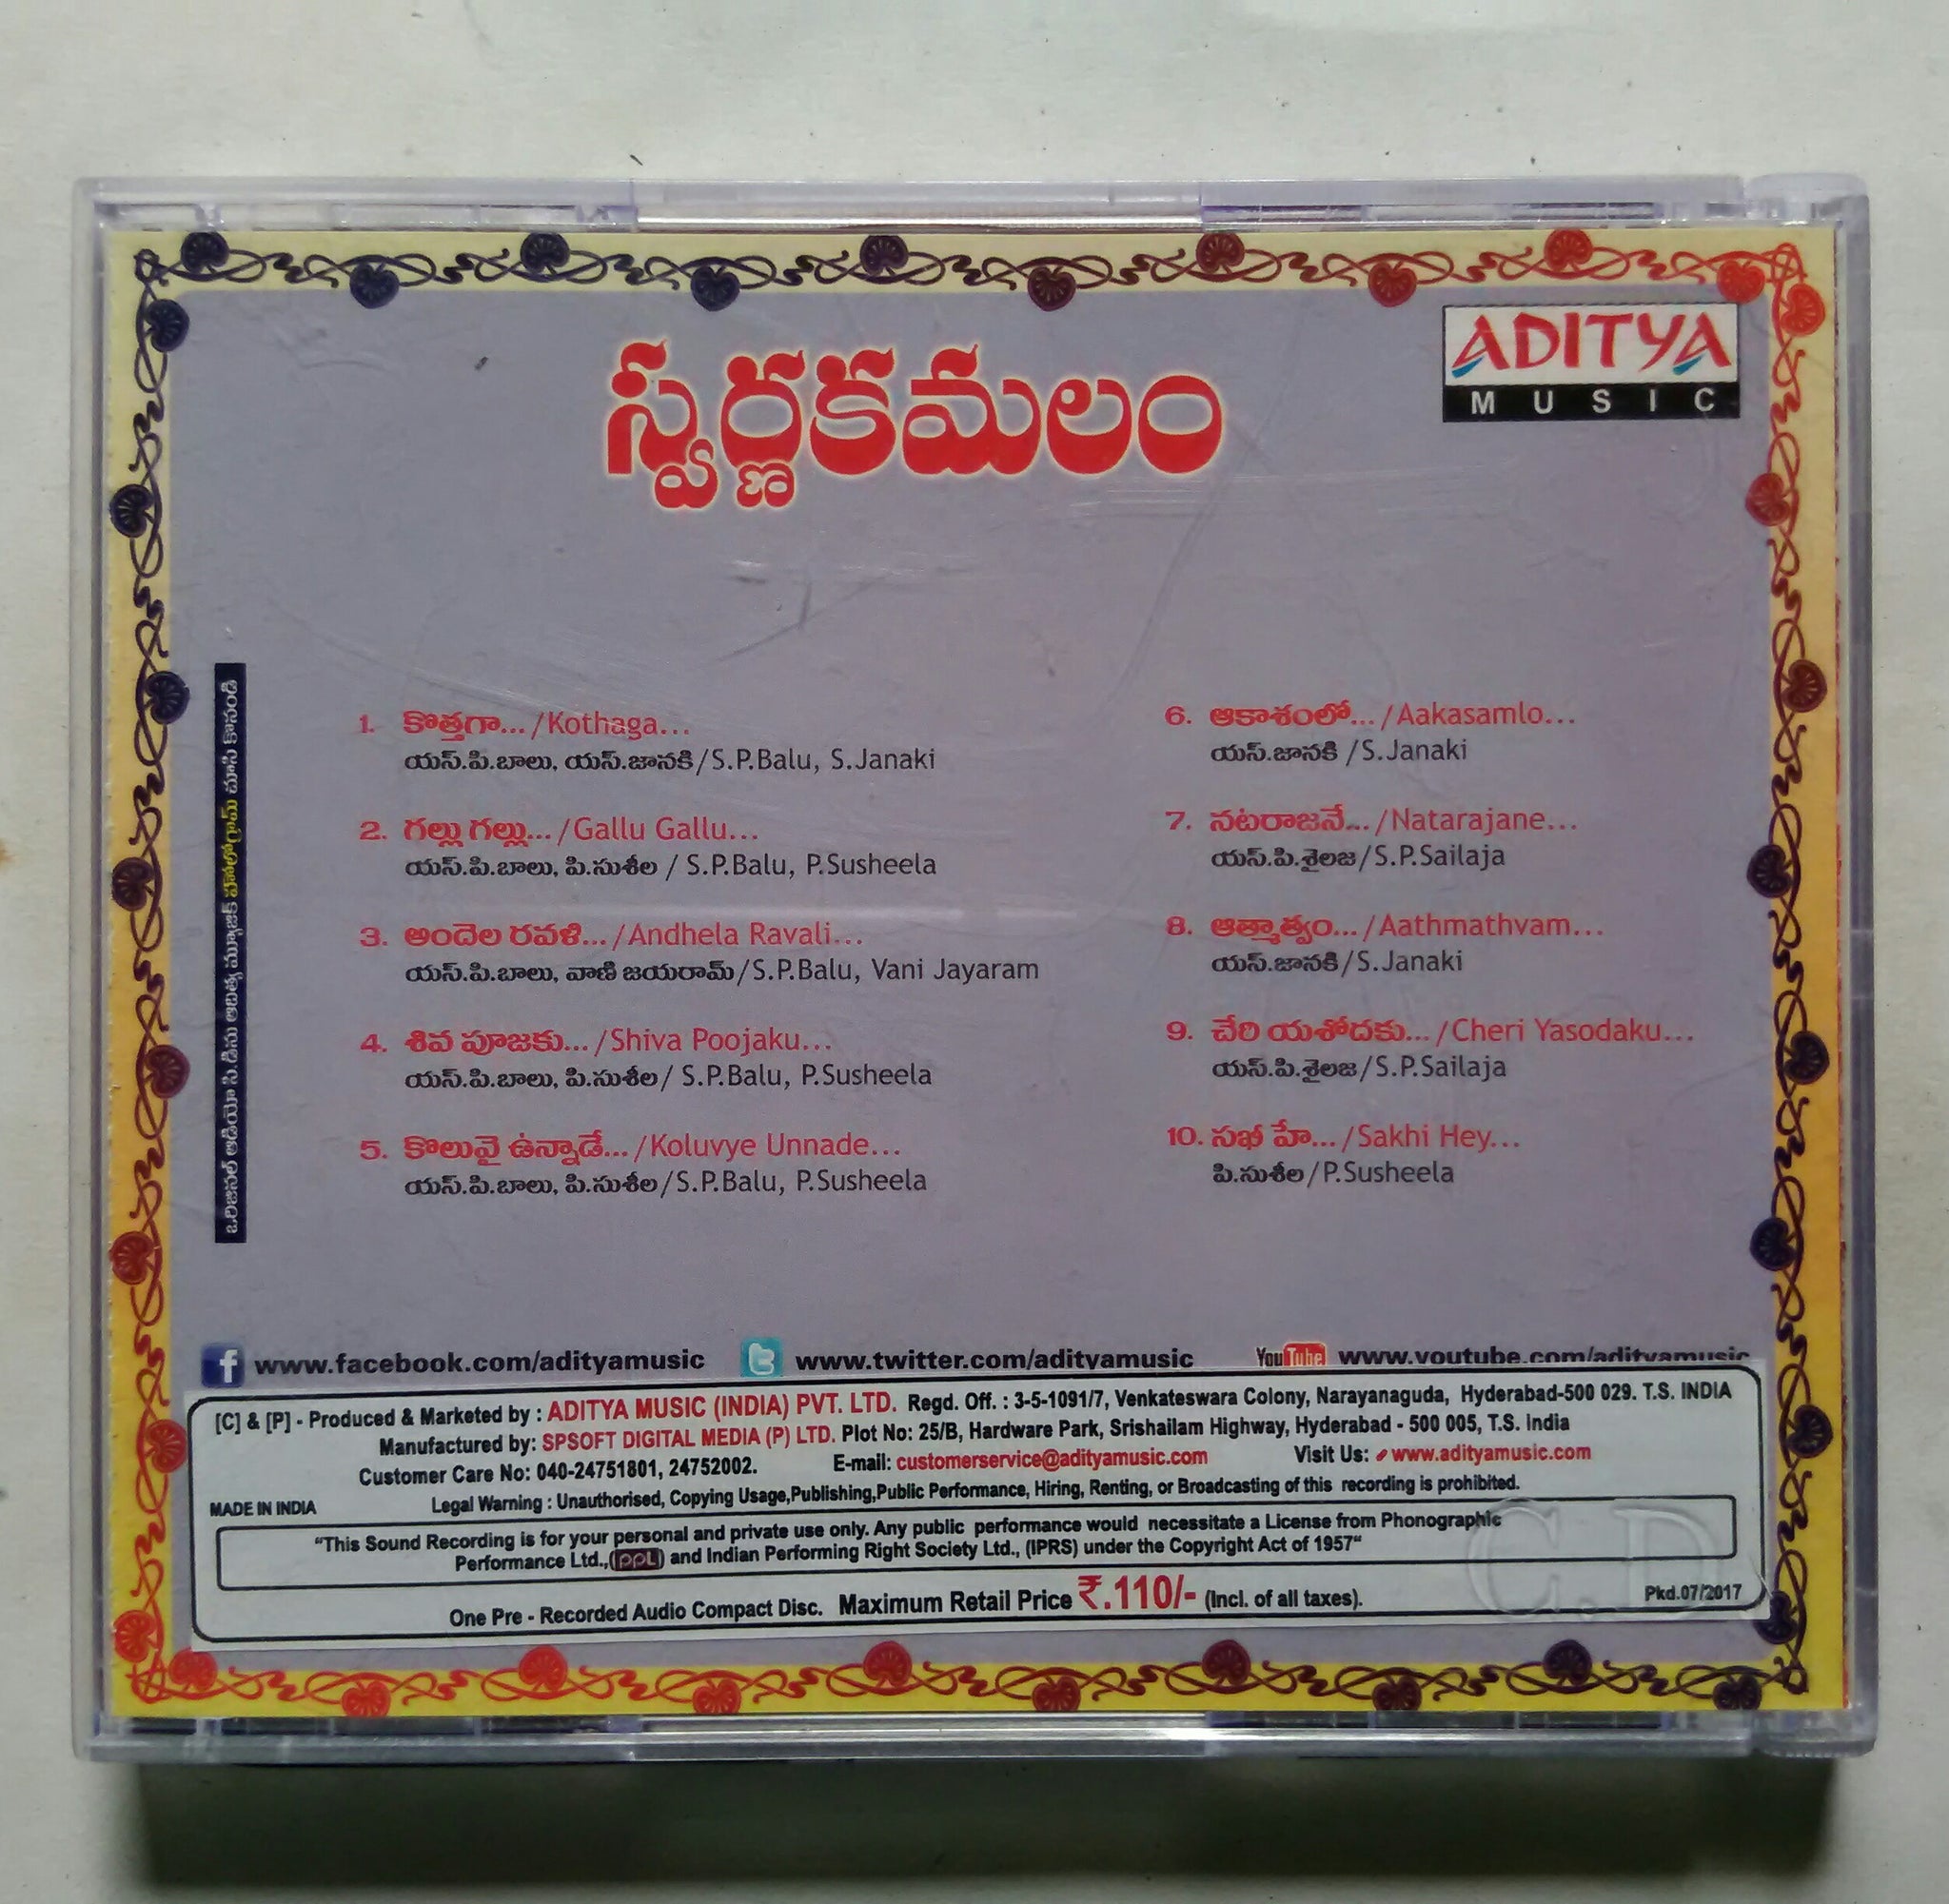 స్వర్ణకమలం
ADITYA
MUSIC
ఒరిజినల్ ఆడియో సి.డి.ను ఆదిత్య మ్యూజిక్ హోలోగ్రామ్ చూసి కొనండి
1. కొత్తగా... /Kothaga...
యస్.పి.బాలు, యస్.జానకి/S.P.Balu, S.Janaki
2. గల్లు గల్లు... /Gallu Gallu...
యస్.పి.బాలు, పి.సుశీల / S.P.Balu, P.Susheela
3. అందెల రవళి... /Andhela Ravali...
యస్.పి.బాలు, వాణి జయరామ్/S.P.Balu, Vani Jayaram
4. శివ పూజకు... /Shiva Poojaku...
యస్.పి.బాలు, పి.సుశీల/ S.P.Balu, P.Susheela
5. కొలువై ఉన్నాడే... /Koluvye Unnade...
యస్.పి.బాలు, పి.సుశీల/S.P.Balu, P.Susheela
6. ఆకాశంలో... /Aakasamlo...
యస్.జానకి /S.Janaki
7. నటరాజనే... /Natarajane...
యస్.పి.శైలజ/S.P.Sailaja
8. ఆత్మాత్వం... /Aathmathvam...
యస్.జానకి/S.Janaki
9. చేరి యశోదకు... /Cheri Yasodaku...
యస్.పి.శైలజ/S.P.Sailaja
10. సఖీ హే... /Sakhi Hey...
పి.సుశీల/P.Susheela
f www.facebook.com/adityamusic www.twitter.com/adityamusic YouTube www.youtube.com/adityamusic
[C] & [P] - Produced & Marketed by : ADITYA MUSIC (INDIA) PVT. LTD. Regd. Off. : 3-5-1091/7, Venkateswara Colony, Narayanaguda, Hyderabad-500 029. T.S. INDIA
Manufactured by: SPSOFT DIGITAL MEDIA (P) LTD. Plot No: 25/B, Hardware Park, Srishailam Highway, Hyderabad - 500 005, T.S. India
Customer Care No: 040-24751801, 24752002. E-mail: customerservice@adityamusic.com Visit Us: www.adityamusic.com
MADE IN INDIA Legal Warning : Unauthorised, Copying Usage,Publishing,Public Performance, Hiring, Renting, or Broadcasting of this recording is prohibited.
"This Sound Recording is for your personal and private use only. Any public performance would necessitate a License from Phonographic
Performance Ltd.,(ppL) and Indian Performing Right Society Ltd., (IPRS) under the Copyright Act of 1957"
One Pre - Recorded Audio Compact Disc. Maximum Retail Price ₹.110/- (Incl. of all taxes). Pkd.07/2017
C.D.